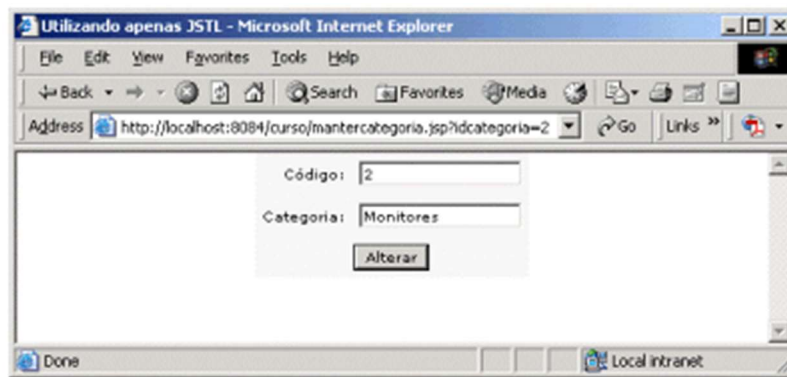 Utilizando apenas JSTL - Microsoft Internet Explorer
File Edit View Favorites Tools Help
Back Search Favorites Media
Address http://localhost:8084/curso/mantercategoria.jsp?idcategoria=2 Go Links »
Código: 2
Categoria: Monitores
Alterar
Done Local intranet